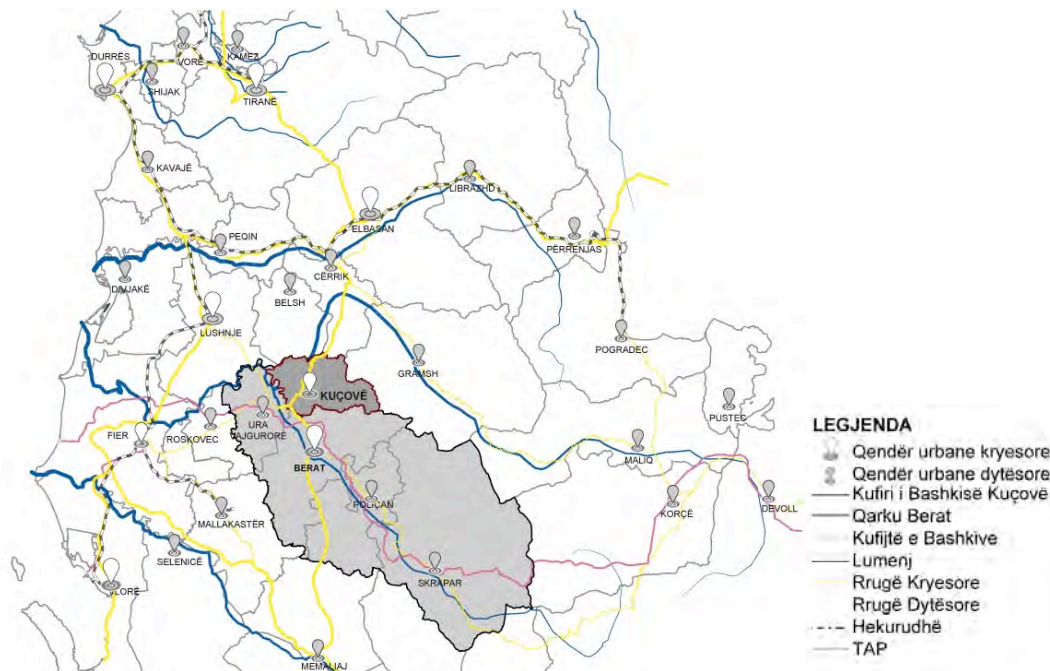 DURRËS
VORË
KAMËZ
SHIJAK
TIRANË
KAVAJË
LIBRAZHD
ELBASAN
PEQIN
PËRRENJAS
CËRRIK
DIVJAKË
BELSH
LUSHNJE
POGRADEC
GRAMSH
KUÇOVË
PUSTEC
URA
VAJGURORË
FIER
ROSKOVEC
BERAT
MALIQ
POLIÇAN
KORÇË
DEVOLL
MALLAKASTËR
SELENICË
SKRAPAR
VLORË
MEMALIAJ
LEGJENDA
Qendër urbane kryesore
Qendër urbane dytësore
Kufiri i Bashkisë Kuçovë
Qarku Berat
Kufijtë e Bashkive
Lumenj
Rrugë Kryesore
Rrugë Dytësore
Hekurudhë
TAP